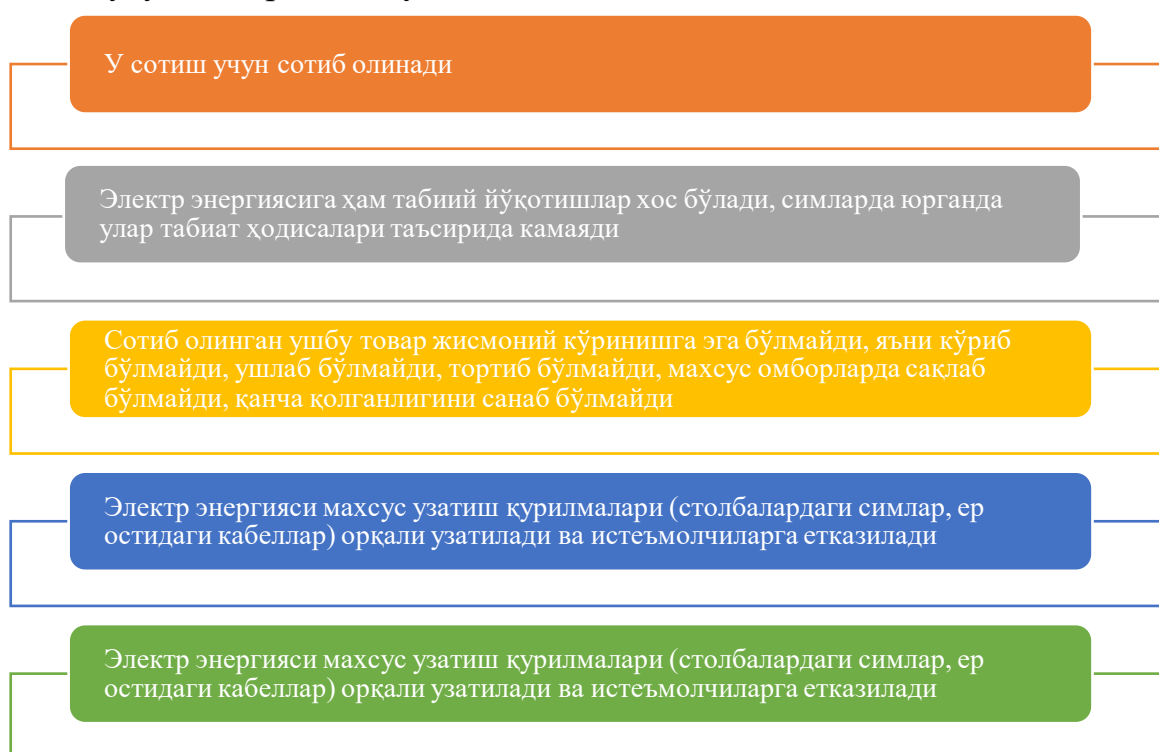 У сотиш учун сотиб олинади
Электр энергиясига ҳам табиий йўқотишлар хос бўлади, симларда юрганда
улар табиат ҳодисалари таъсирида камаяди
Сотиб олинган ушбу товар жисмоний кўринишга эга бўлмайди, яъни кўриб
бўлмайди, ушлаб бўлмайди, тортиб бўлмайди, махсус омборларда сақлаб
бўлмайди, қанча қолганлигини санаб бўлмайди
Электр энергияси махсус узатиш қурилмалари (столбалардаги симлар, ер
остидаги кабеллар) орқали узатилади ва истеъмолчиларга етказилади
Электр энергияси махсус узатиш қурилмалари (столбалардаги симлар, ер
остидаги кабеллар) орқали узатилади ва истеъмолчиларга етказилади